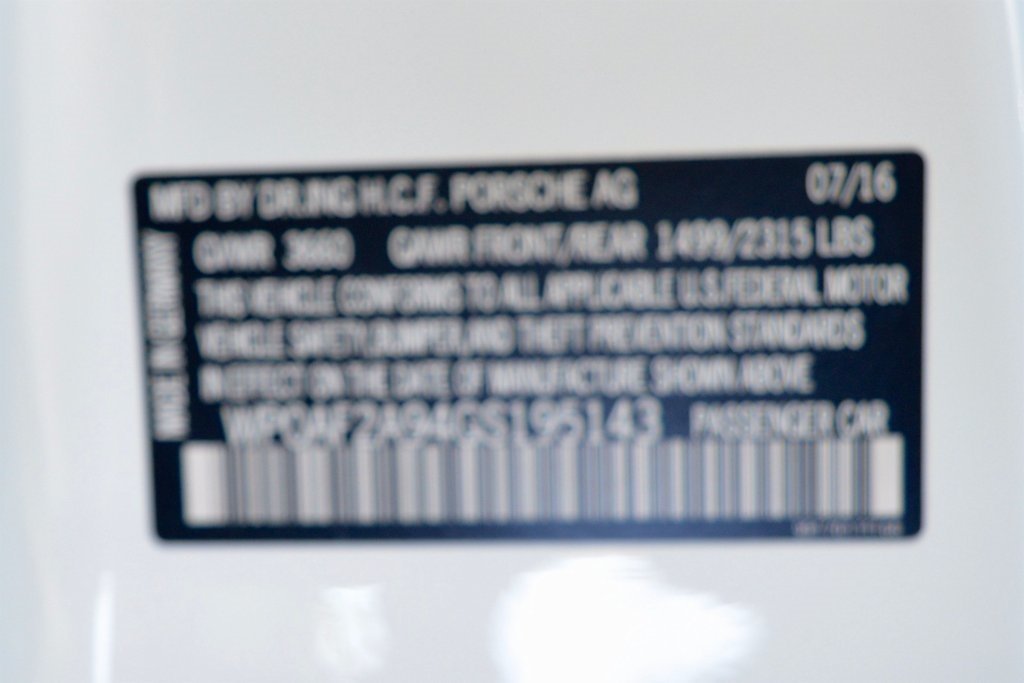 MFD BY DR.ING H.C.F. PORSCHE AG 07/16
GVWR 3660 GAWR FRONT/REAR 1499/2315 LBS
THIS VEHICLE CONFORMS TO ALL APPLICABLE U.S. FEDERAL MOTOR
VEHICLE SAFETY, BUMPER, AND THEFT PREVENTION STANDARDS
IN EFFECT ON THE DATE OF MANUFACTURE SHOWN ABOVE
WP0AF2A94GS195143 PASSENGER CAR
MADE IN GERMANY